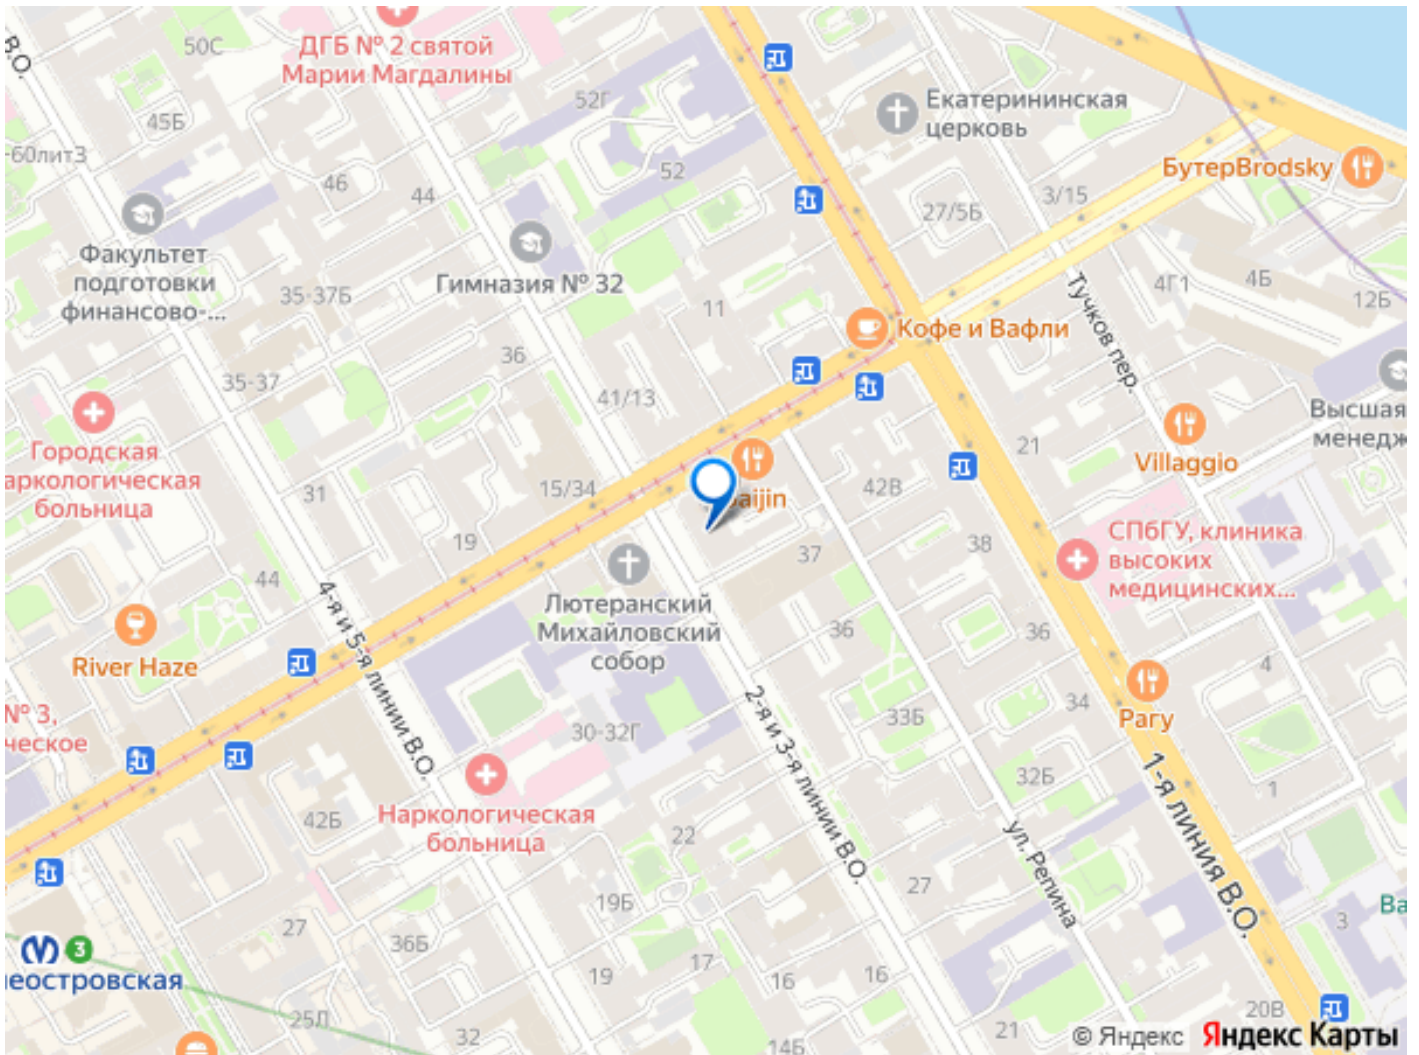 В.О.
50С
ДГБ № 2 святой
Марии Магдалины
45Б
52Г
Екатерининская
церковь
БутерBrodsky
-60лит3
46
44
52
27/5Б
3/15
Факультет
подготовки
финансово-...
Гимназия № 32
35-37Б
11
Тучков пер.
4Г1
4Б
12Б
Кофе и Вафли
36
35-37
41/13
Высшая
менедж
Городская
аркологическая
больница
21
Villaggio
31
15/34
aijin
42В
19
37
38
СПбГУ, клиника
высоких
медицинских...
44
4-я и 5-я линии В.О.
Лютеранский
Михайловский
собор
36
36
River Haze
4
№ 3,
ческое
30-32Г
2-я и 3-я линии В.О.
33Б
34
Рагу
1-я линия В.О.
32Б
1
Наркологическая
больница
42Б
22
ул. Репина
27
19Б
27
36Б
3
Ва
3
неостровская
19
17
16
16
25Л
32
14Б
21
20В
© Яндекс Яндекс Карты